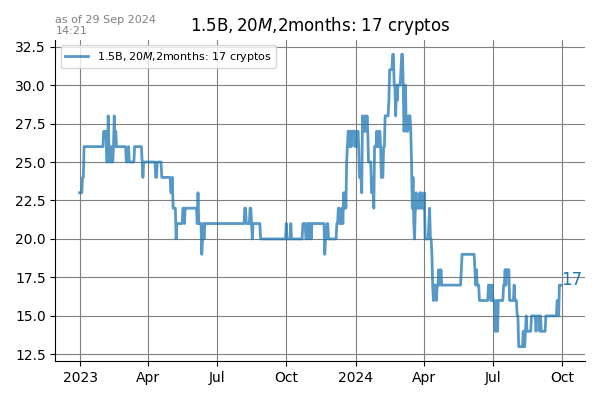 as of 29 Sep 2024
14:21
1.5B, 20M,2months: 17 cryptos
1.5B, 20M,2months: 17 cryptos
32.5
30.0
27.5
25.0
22.5
20.0
17.5
15.0
12.5
17
2023
Apr
Jul
Oct
2024
Apr
Jul
Oct